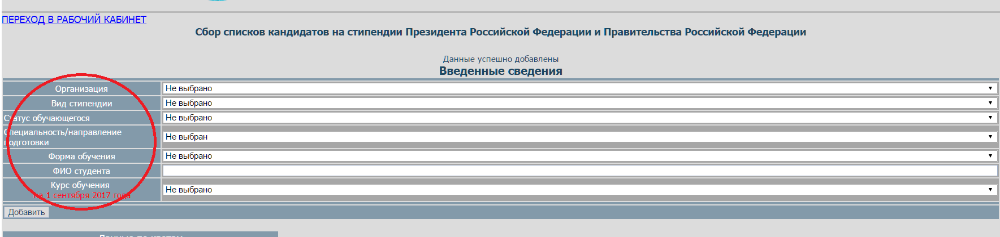 ПЕРЕХОД В РАБОЧИЙ КАБИНЕТ
Сбор списков кандидатов на стипендии Президента Российской Федерации и Правительства Российской Федерации
Данные успешно добавлены
Введенные сведения
Организация Не выбрано
Вид стипендии Не выбрано
Статус обучающегося Не выбрано
Специальность/направление
подготовки Не выбран
Форма обучения Не выбрано
ФИО студента
Курс обучения
на 1 сентября 2017 года Не выбрано
Добавить